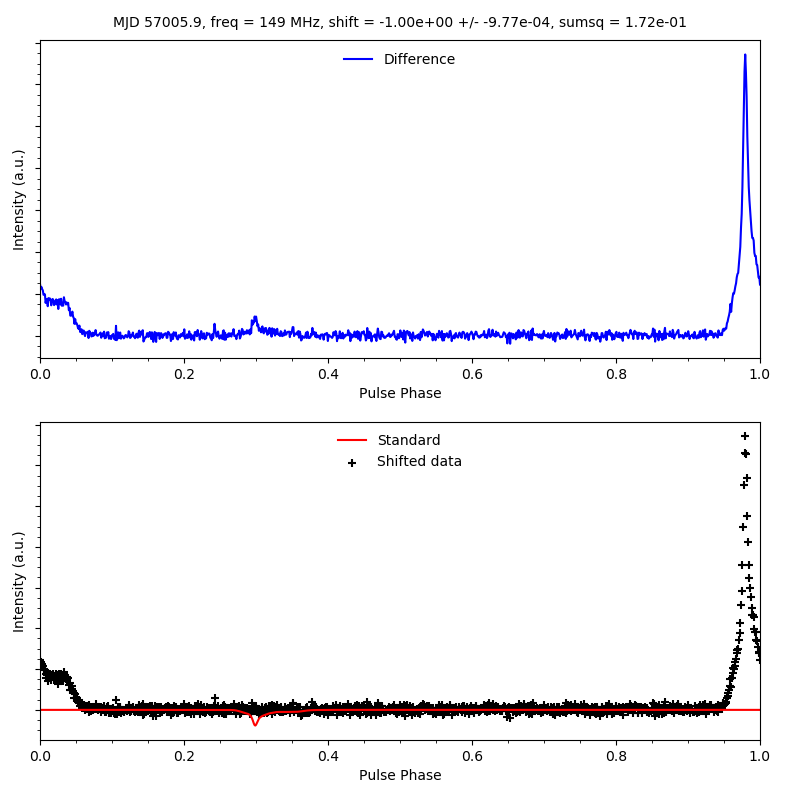 MJD 57005.9, freq = 149 MHz, shift = -1.00e+00 +/- -9.77e-04, sumsq = 1.72e-01
Difference
Intensity (a.u.)
0.0 0.2 0.4 0.6 0.8 1.0
Pulse Phase
Standard
Shifted data
Intensity (a.u.)
0.0 0.2 0.4 0.6 0.8 1.0
Pulse Phase